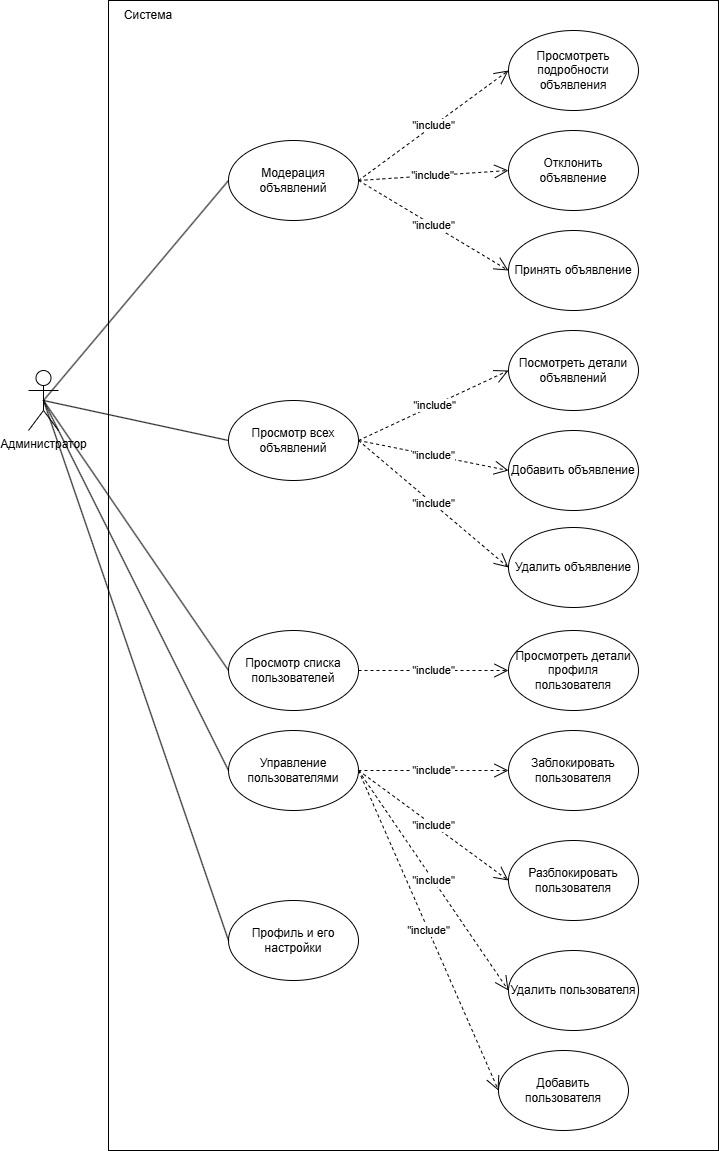 Система
Просмотреть
подробности
объявления
"include"
Модерация
объявлений
"include"
Отклонить
объявление
"include"
Принять объявление
Посмотреть детали
объявлений
"include"
Администратор
Просмотр всех
объявлений
"include"
Добавить объявление
"include"
Удалить объявление
Просмотр списка
пользователей
"include"
Просмотреть детали
профиля
пользователя
Управление
пользователями
"include"
Заблокировать
пользователя
"include"
Разблокировать
пользователя
"include"
Профиль и его
настройки
"include"
Удалить пользователя
Добавить
пользователя